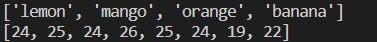 ['lemon', 'mango', 'orange', 'banana']
[24, 25, 24, 26, 25, 24, 19, 22]